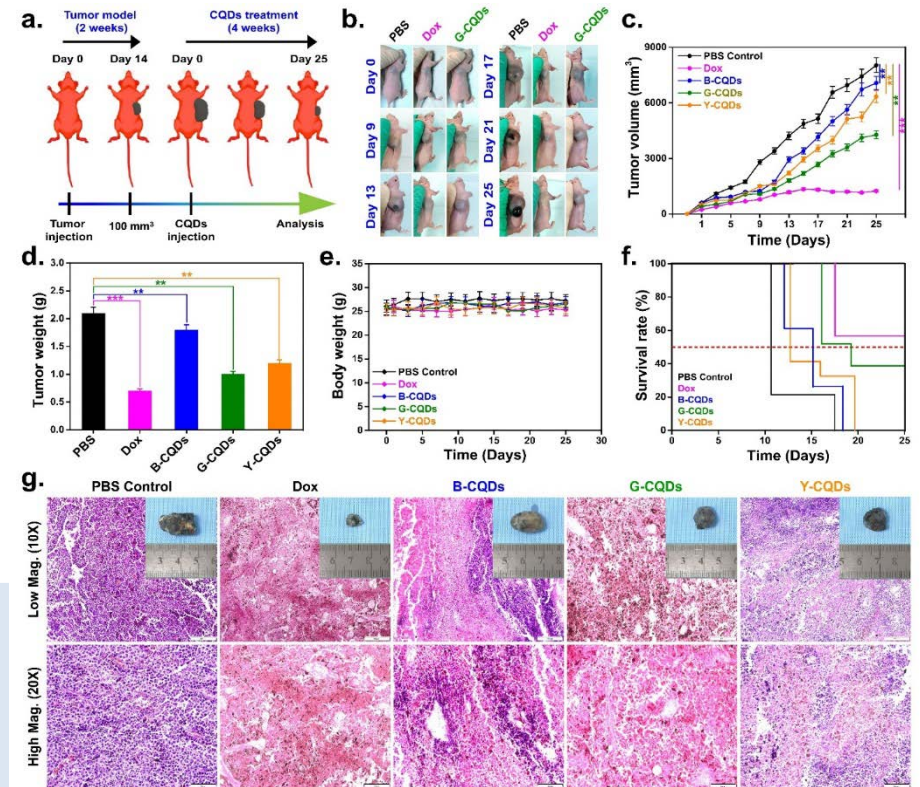 a.
Tumor model
(2 weeks)
CQDs treatment
(4 weeks)
Day 0
Day 14
Day 0
Day 25
Tumor
injection
100 mm³
CQDs
injection
Analysis
b.
PBS
Dox
G-CQDs
PBS
Dox
G-CQDs
Day 0
Day 17
Day 9
Day 21
Day 13
Day 25
c.
Tumor volume (mm³)
9000
6000
3000
0
PBS Control
Dox
B-CQDs
G-CQDs
Y-CQDs
**
**
**
***
1 5 9 13 17 21 25
Time (Days)
d.
Tumor weight (g)
3.0
2.5
2.0
1.5
1.0
0.5
0.0
**
**
**
***
PBS
Dox
B-CQDs
G-CQDs
Y-CQDs
e.
Body weight (g)
35
30
25
20
15
10
5
0
PBS Control
Dox
B-CQDs
G-CQDs
Y-CQDs
0 5 10 15 20 25 30
Time (Days)
f.
Survival rate (%)
100
80
60
40
20
0
PBS Control
Dox
B-CQDs
G-CQDs
Y-CQDs
0 5 10 15 20 25
Time (Days)
g.
PBS Control
Dox
B-CQDs
G-CQDs
Y-CQDs
Low Mag. (10X)
High Mag. (20X)